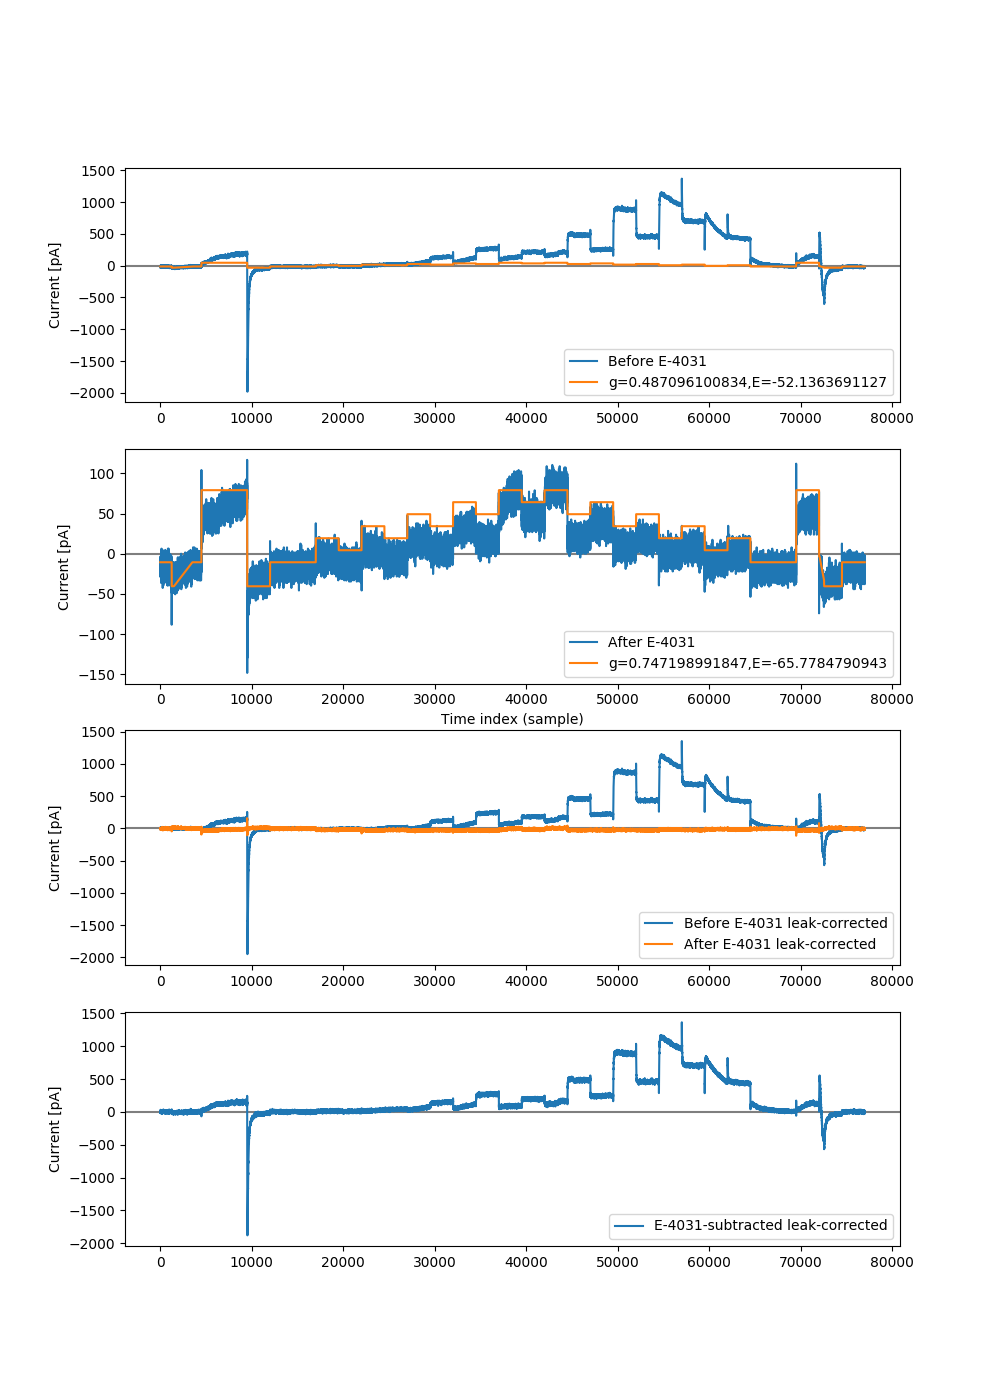 1500
1000
500
0
−500
−1000
−1500
−2000
Current [pA]
Before E-4031
g=0.487096100834,E=-52.1363691127
0 10000 20000 30000 40000 50000 60000 70000 80000
100
50
0
−50
−100
−150
Current [pA]
After E-4031
g=0.747198991847,E=-65.7784790943
0 10000 20000 30000 40000 50000 60000 70000 80000
Time index (sample)
1500
1000
500
0
−500
−1000
−1500
−2000
Current [pA]
Before E-4031 leak-corrected
After E-4031 leak-corrected
0 10000 20000 30000 40000 50000 60000 70000 80000
1500
1000
500
0
−500
−1000
−1500
−2000
Current [pA]
E-4031-subtracted leak-corrected
0 10000 20000 30000 40000 50000 60000 70000 80000